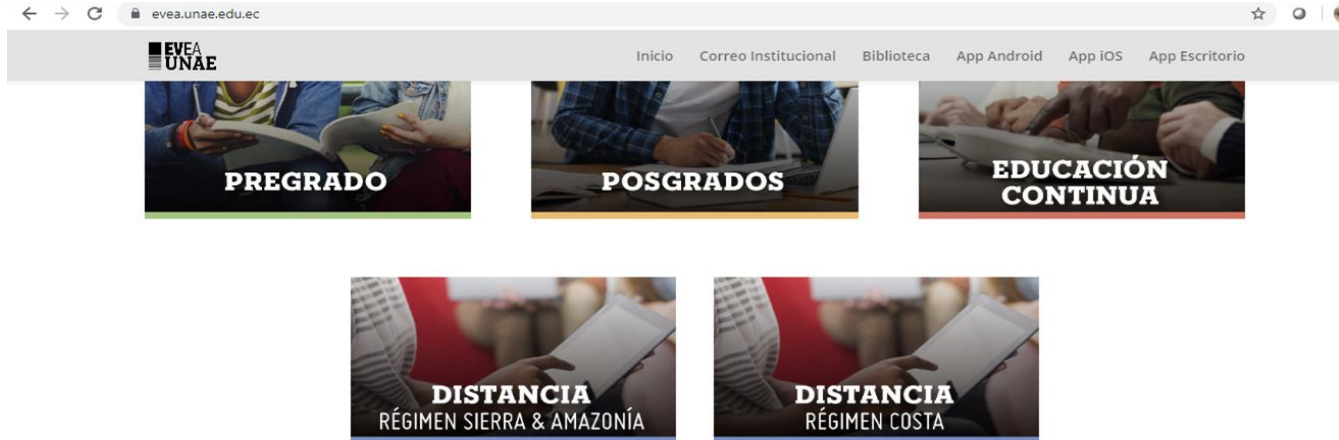 evea.unae.edu.ec
EVEA
UNAE
Inicio Correo Institucional Biblioteca App Android App iOS App Escritorio
PREGRADO
POSGRADOS
EDUCACIÓN
CONTINUA
DISTANCIA
RÉGIMEN SIERRA & AMAZONÍA
DISTANCIA
RÉGIMEN COSTA